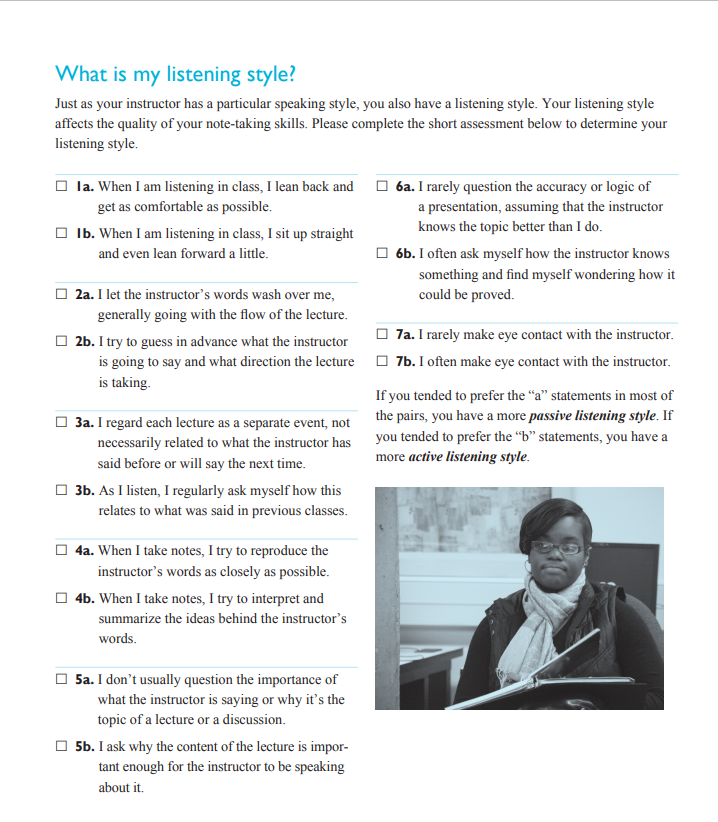 What is my listening style?
Just as your instructor has a particular speaking style, you also have a listening style. Your listening style
affects the quality of your note-taking skills. Please complete the short assessment below to determine your
listening style.
☐ 1a. When I am listening in class, I lean back and
get as comfortable as possible.
☐ 1b. When I am listening in class, I sit up straight
and even lean forward a little.
☐ 2a. I let the instructor’s words wash over me,
generally going with the flow of the lecture.
☐ 2b. I try to guess in advance what the instructor
is going to say and what direction the lecture
is taking.
☐ 3a. I regard each lecture as a separate event, not
necessarily related to what the instructor has
said before or will say the next time.
☐ 3b. As I listen, I regularly ask myself how this
relates to what was said in previous classes.
☐ 4a. When I take notes, I try to reproduce the
instructor’s words as closely as possible.
☐ 4b. When I take notes, I try to interpret and
summarize the ideas behind the instructor’s
words.
☐ 5a. I don’t usually question the importance of
what the instructor is saying or why it’s the
topic of a lecture or a discussion.
☐ 5b. I ask why the content of the lecture is impor-
tant enough for the instructor to be speaking
about it.
☐ 6a. I rarely question the accuracy or logic of
a presentation, assuming that the instructor
knows the topic better than I do.
☐ 6b. I often ask myself how the instructor knows
something and find myself wondering how it
could be proved.
☐ 7a. I rarely make eye contact with the instructor.
☐ 7b. I often make eye contact with the instructor.
If you tended to prefer the “a” statements in most of
the pairs, you have a more passive listening style. If
you tended to prefer the “b” statements, you have a
more active listening style.